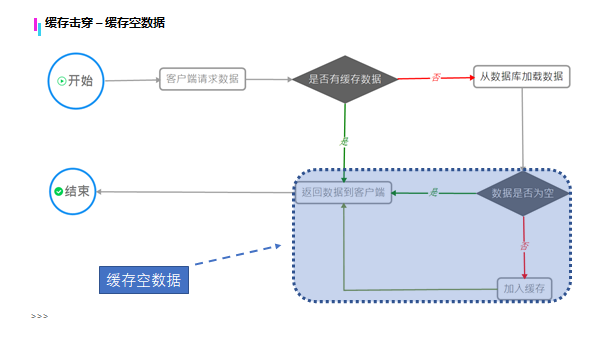 缓存击穿 – 缓存空数据
开始
客户端请求数据
是否有缓存数据
否
从数据库加载数据
是
结束
返回数据到客户端
是
数据是否为空
否
缓存空数据
加入缓存
>>>